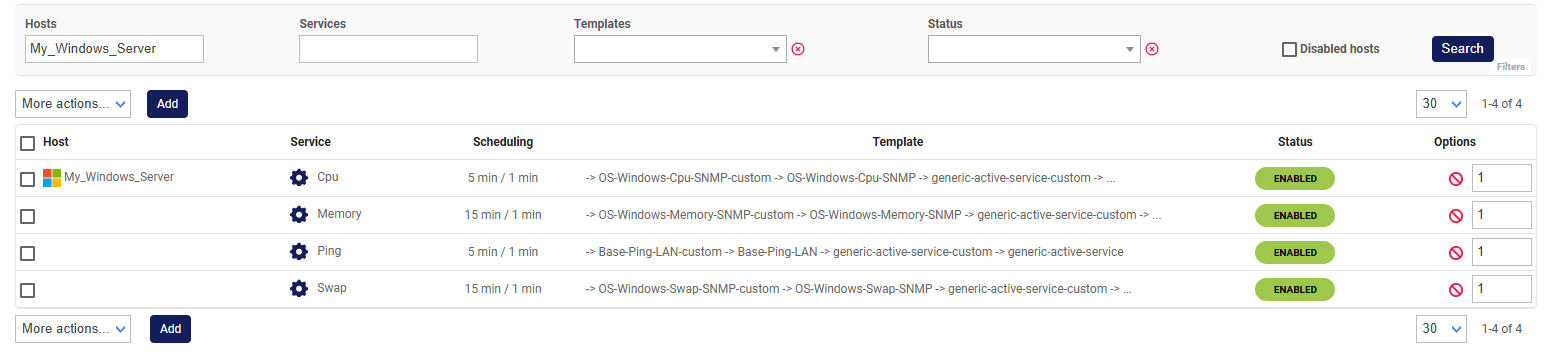 Hosts Services Templates Status
My_Windows_Server Disabled hosts Search
Filters
More actions... Add 30 1-4 of 4
Host Service Scheduling Template Status Options
My_Windows_Server Cpu 5 min / 1 min -> OS-Windows-Cpu-SNMP-custom -> OS-Windows-Cpu-SNMP -> generic-active-service-custom -> ... ENABLED 1
Memory 15 min / 1 min -> OS-Windows-Memory-SNMP-custom -> OS-Windows-Memory-SNMP -> generic-active-service-custom -> ... ENABLED 1
Ping 5 min / 1 min -> Base-Ping-LAN-custom -> Base-Ping-LAN -> generic-active-service-custom -> generic-active-service ENABLED 1
Swap 15 min / 1 min -> OS-Windows-Swap-SNMP-custom -> OS-Windows-Swap-SNMP -> generic-active-service-custom -> ... ENABLED 1
More actions... Add 30 1-4 of 4